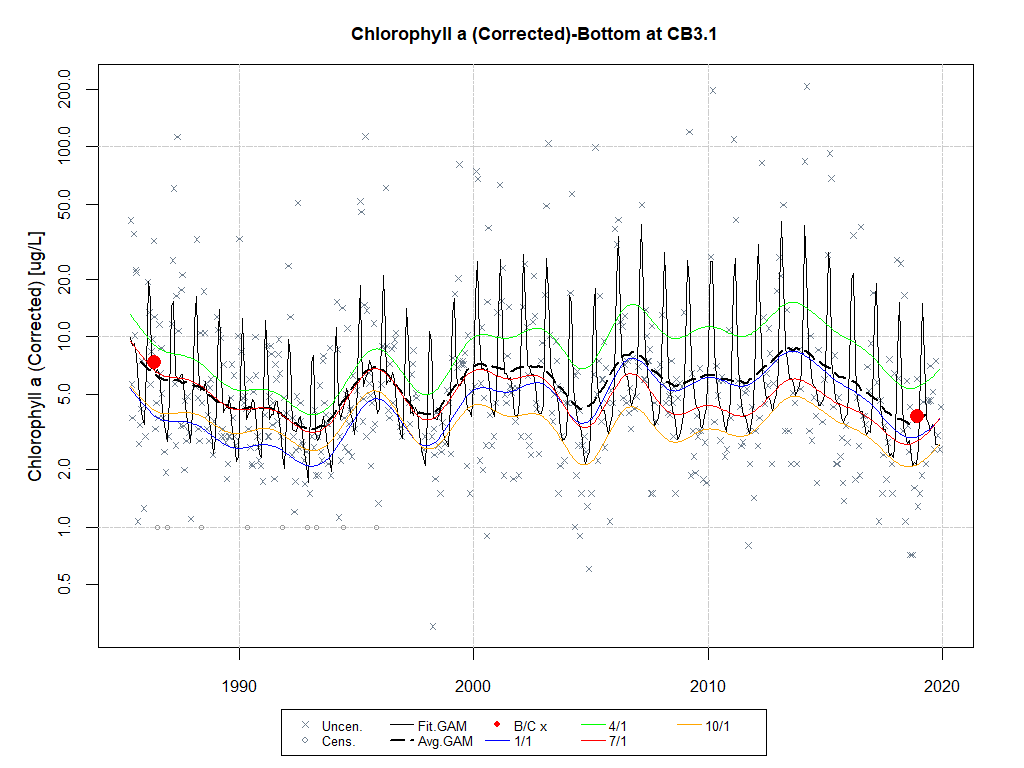 Chlorophyll a (Corrected)-Bottom at CB3.1
Chlorophyll a (Corrected) [ug/L]
200.0
100.0
50.0
20.0
10.0
5.0
2.0
1.0
0.5
1990 2000 2010 2020
Uncen. Fit.GAM B/C x 4/1 10/1
Cens. Avg.GAM 1/1 7/1